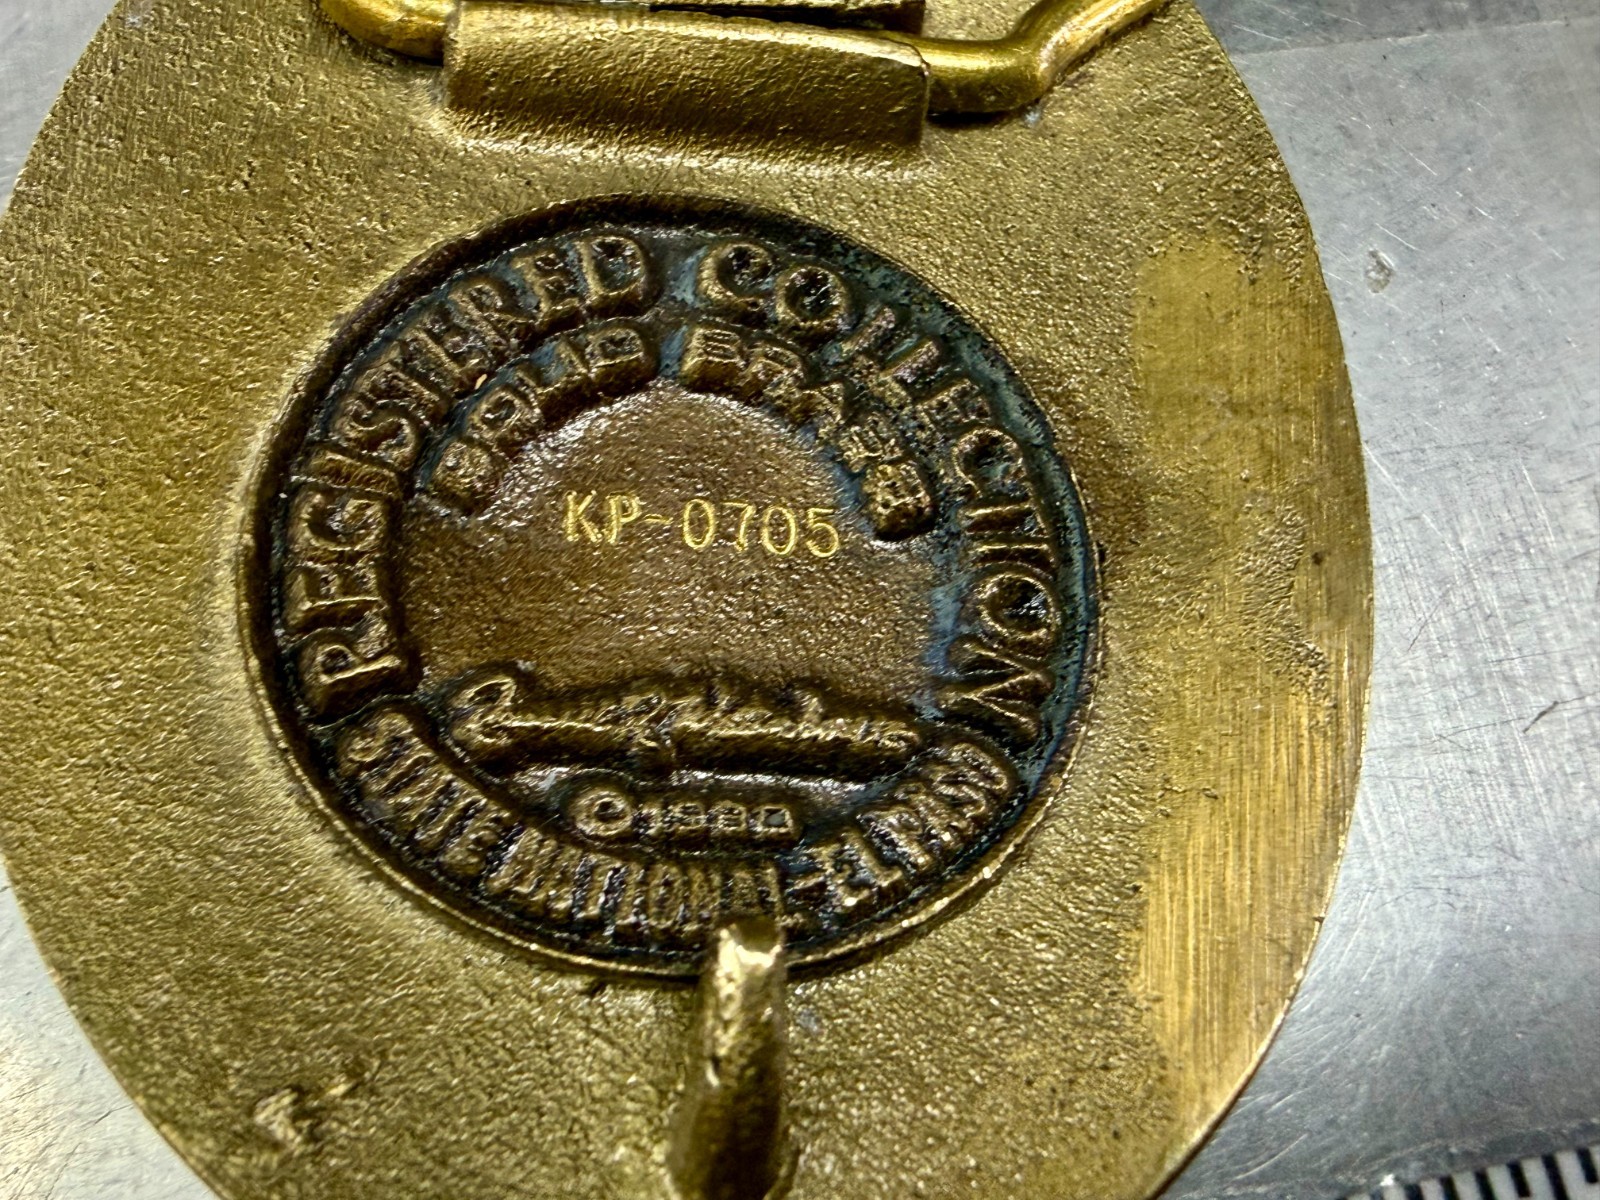 REGISTERED COLLECTION
SOLID BRASS
KP-0705
STATE NATIONAL-EL PASO